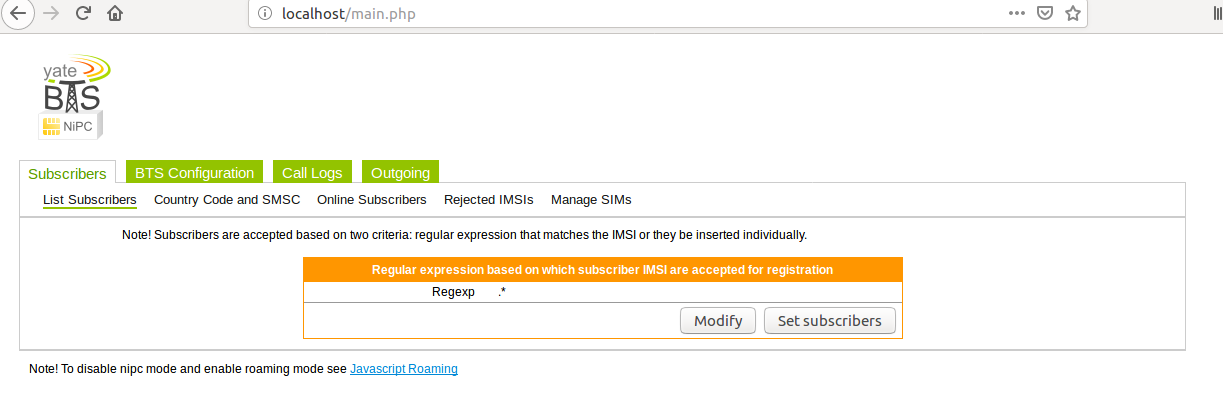 localhost/main.php
yate
BTS
NiPC
Subscribers BTS Configuration Call Logs Outgoing
List Subscribers Country Code and SMSC Online Subscribers Rejected IMSIs Manage SIMs
Note! Subscribers are accepted based on two criteria: regular expression that matches the IMSI or they be inserted individually.
Regular expression based on which subscriber IMSI are accepted for registration
Regexp .*
Modify Set subscribers
Note! To disable nipc mode and enable roaming mode see Javascript Roaming